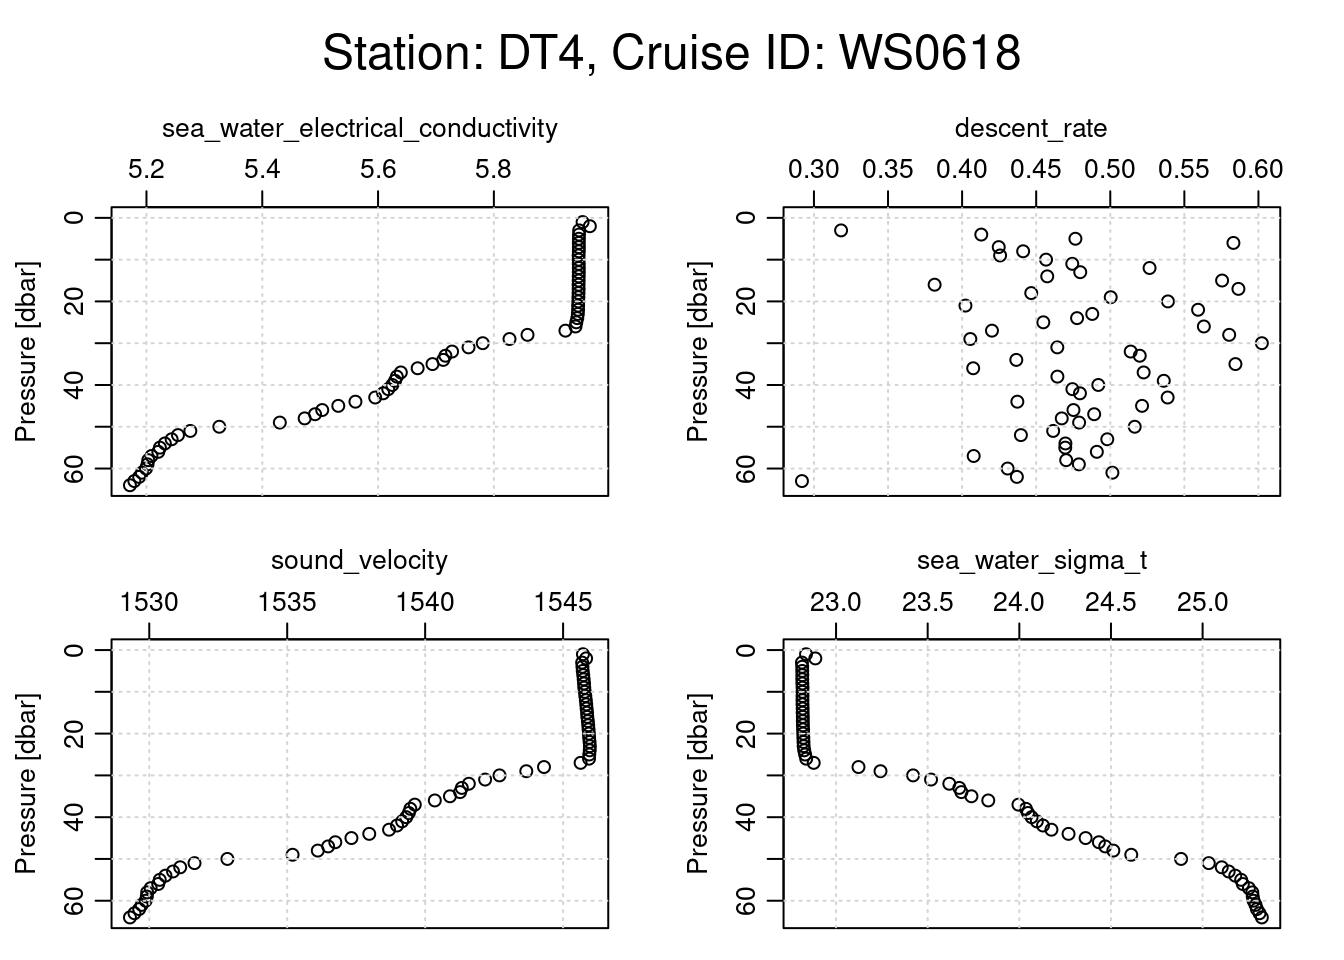 Station: DT4, Cruise ID: WS0618
sea_water_electrical_conductivity
5.2 5.4 5.6 5.8
Pressure [dbar]
0
20
40
60
descent_rate
0.30 0.35 0.40 0.45 0.50 0.55 0.60
Pressure [dbar]
0
20
40
60
sound_velocity
1530 1535 1540 1545
Pressure [dbar]
0
20
40
60
sea_water_sigma_t
23.0 23.5 24.0 24.5 25.0
Pressure [dbar]
0
20
40
60